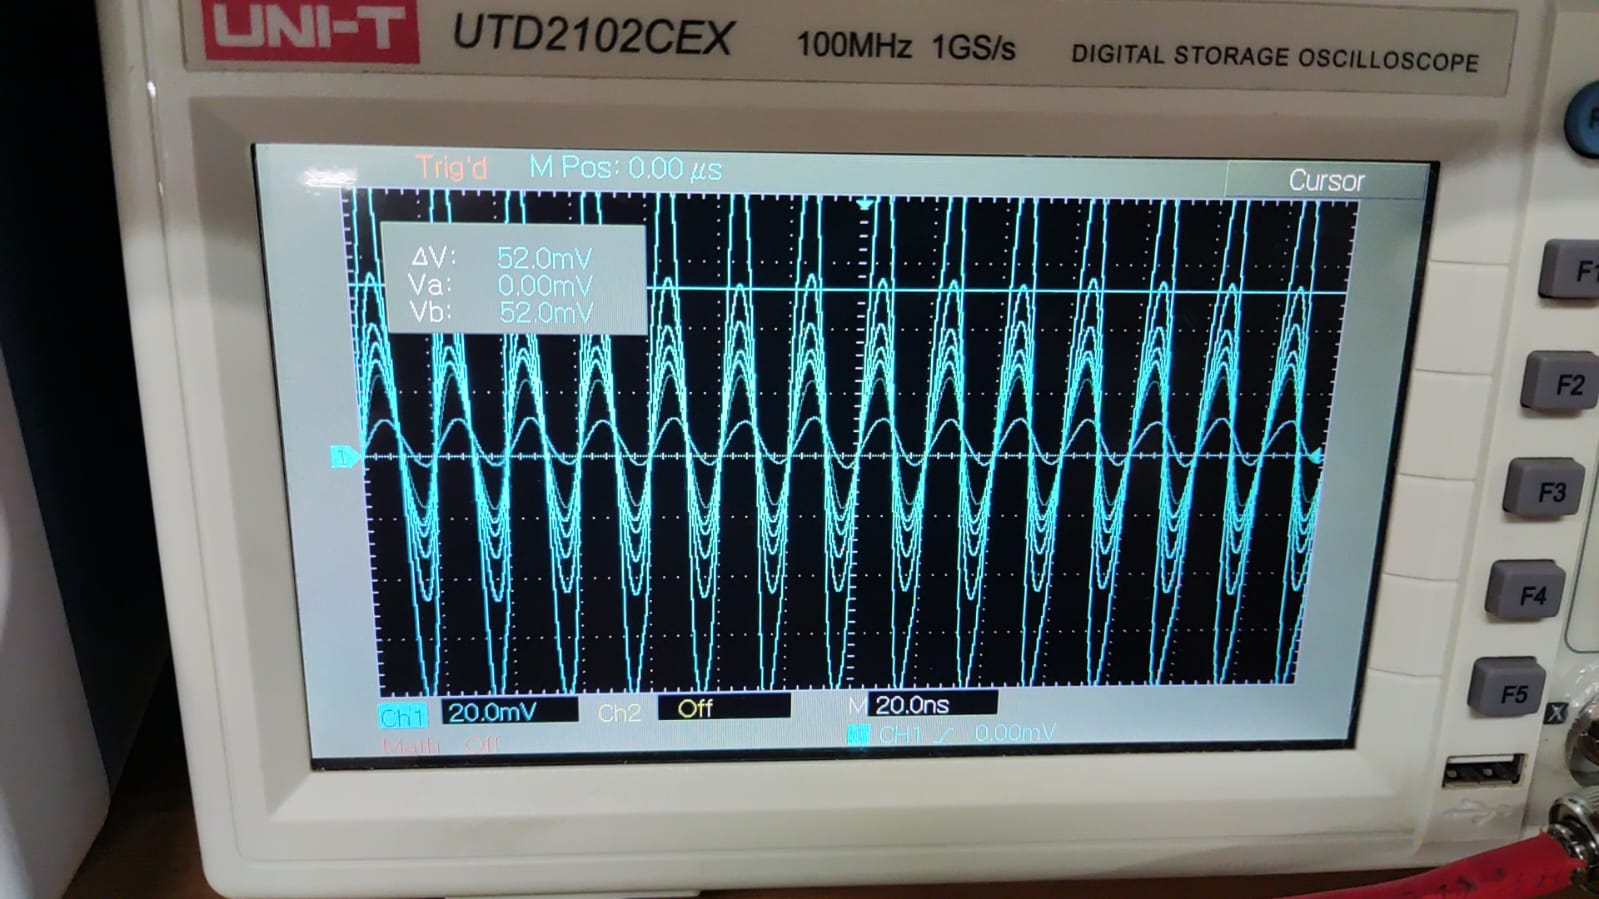 UNI-T UTD2102CEX 100MHz 1GS/s DIGITAL STORAGE OSCILLOSCOPE
Trig'd M Pos: 0.00 μs Cursor
ΔV: 52.0mV
Va: 0.00mV
Vb: 52.0mV
1
F1
F2
F3
F4
F5
Ch1 20.0mV Ch2 Off M 20.0ns
Math Off CH1 0.00mV
X